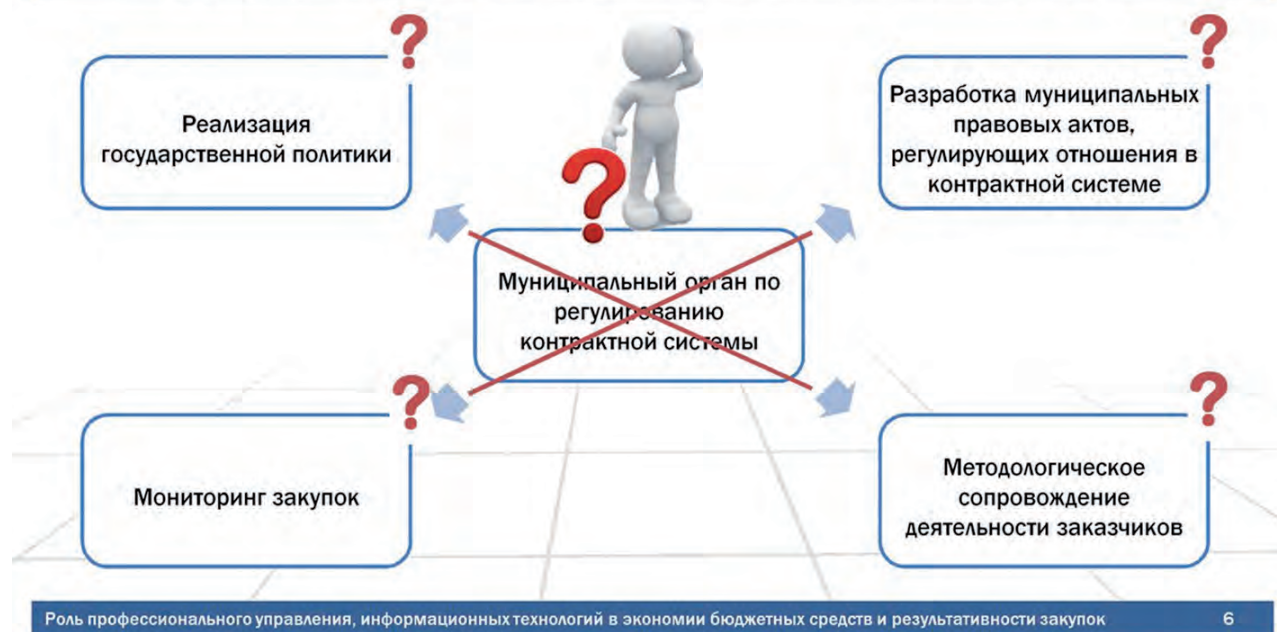 ?
Реализация
государственной политики
?
Разработка муниципальных
правовых актов,
регулирующих отношения в
контрактной системе
?
Муниципальный орган по
регулированию
контрактной системы
?
Мониторинг закупок
?
Методологическое
сопровождение
деятельности заказчиков
Роль профессионального управления, информационных технологий в экономии бюджетных средств и результативности закупок 6